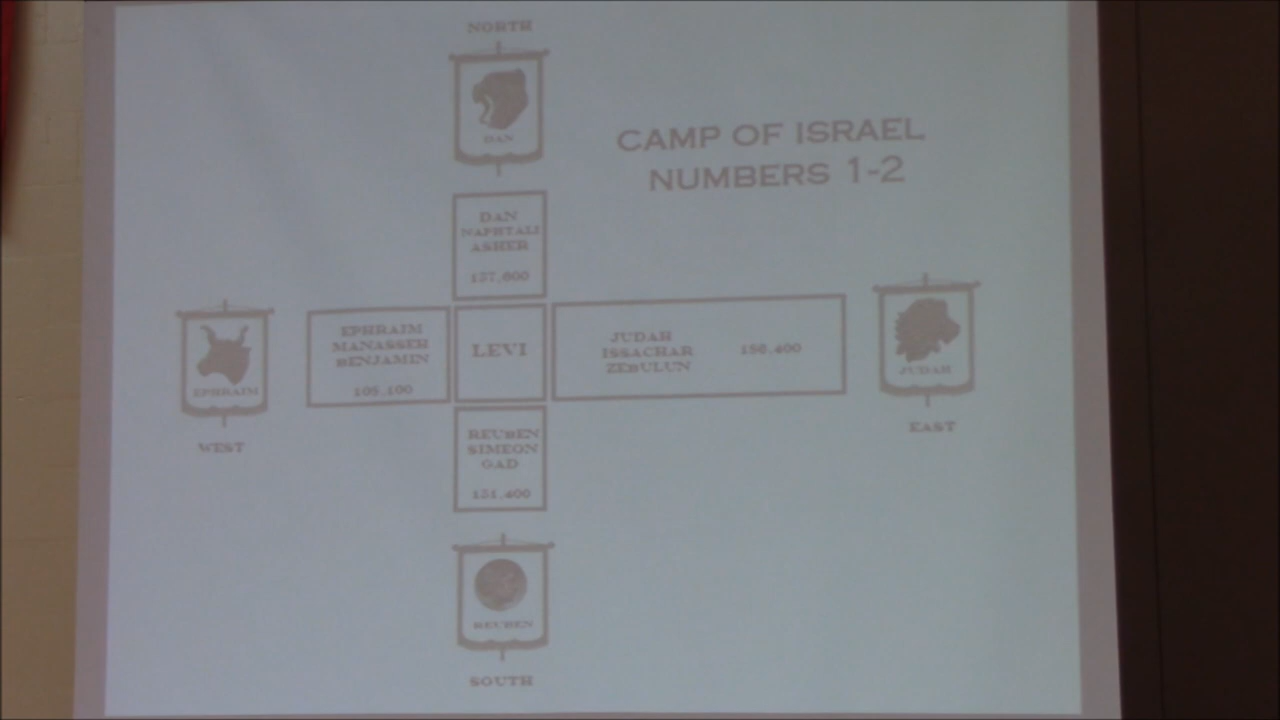 NORTH
DAN
CAMP OF ISRAEL
NUMBERS 1-2
DAN
NAPHTALI
ASHER
157,600
EPHRAIM
MANASSEH
BENJAMIN
108,100
LEVI
JUDAH
ISSACHAR
ZEBULUN
186,400
EPHRAIM
WEST
JUDAH
EAST
REUBEN
SIMEON
GAD
151,400
REUBEN
SOUTH